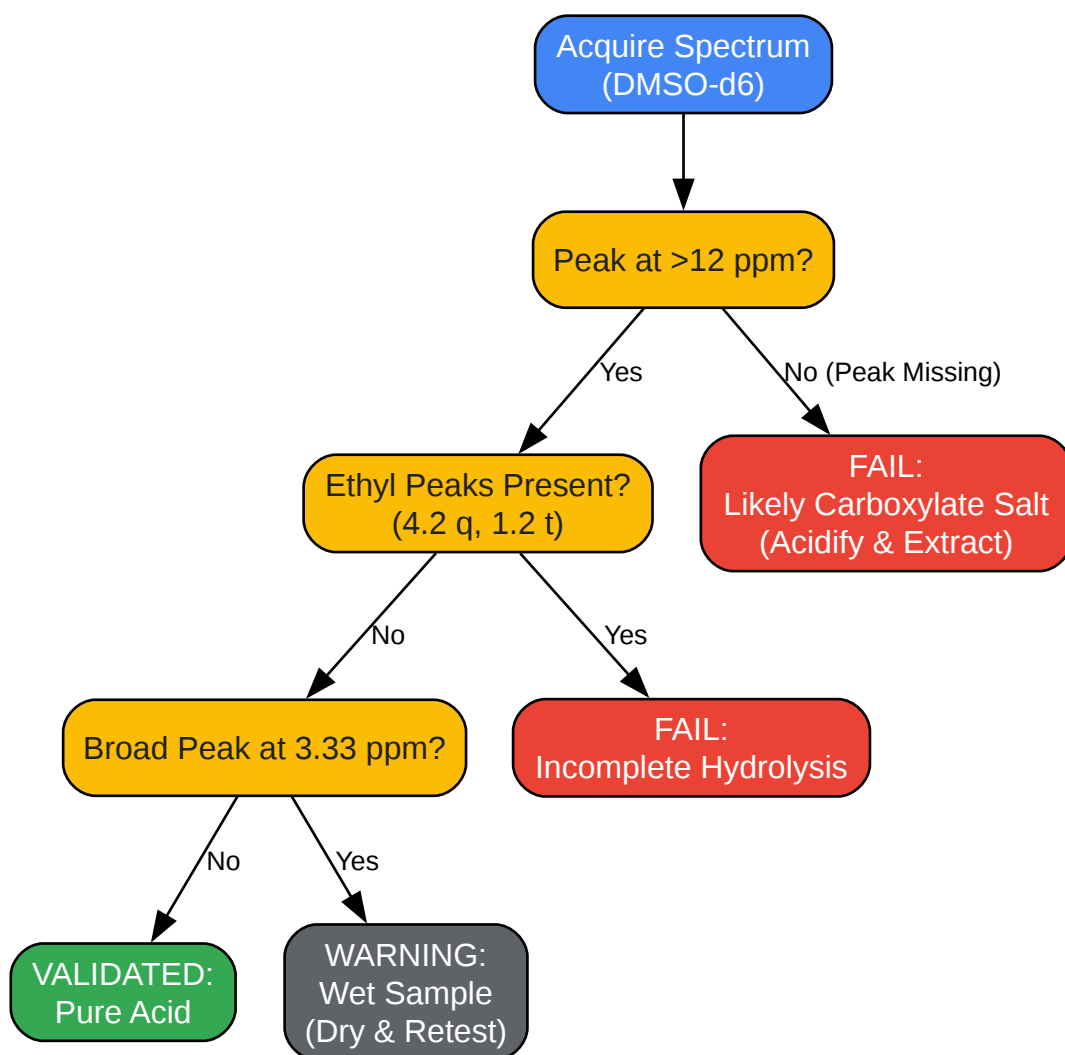 Acquire Spectrum
(DMSO-d6)
Peak at >12 ppm?
Yes
No (Peak Missing)
Ethyl Peaks Present?
(4.2 q, 1.2 t)
FAIL:
Likely Carboxylate Salt
(Acidify & Extract)
No
Yes
Broad Peak at 3.33 ppm?
FAIL:
Incomplete Hydrolysis
No
Yes
VALIDATED:
Pure Acid
WARNING:
Wet Sample
(Dry & Retest)